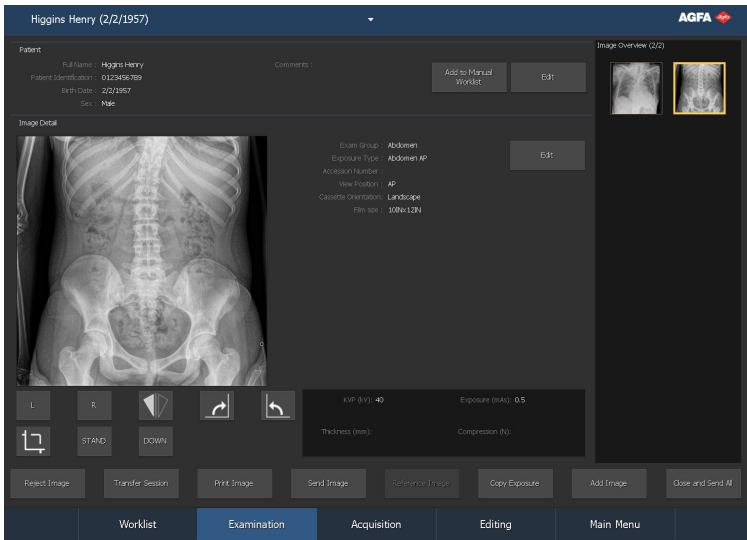 Higgins Henry (2/2/1957)
AGFA
Agfa
Patient
Full Name : Higgins Henry
Comments :
Patient Identification : 0123456789
Birth Date : 2/2/1957
Sex : Male
Add to Manual
Worklist
Edit
Image Overview (2/2)
Image Detail
Exam Group : Abdomen
Exposure Type : Abdomen AP
Accession Number :
View Position : AP
Cassette Orientation: Landscape
Film size : 10INx12IN
Edit
L
R
STAND
DOWN
KVP (kV): 40
Exposure (mAs): 0.5
Thickness (mm):
Compression (N):
Reject Image
Transfer Session
Print Image
Send Image
Reference Image
Copy Exposure
Add Image
Close and Send All
Worklist
Examination
Acquisition
Editing
Main Menu